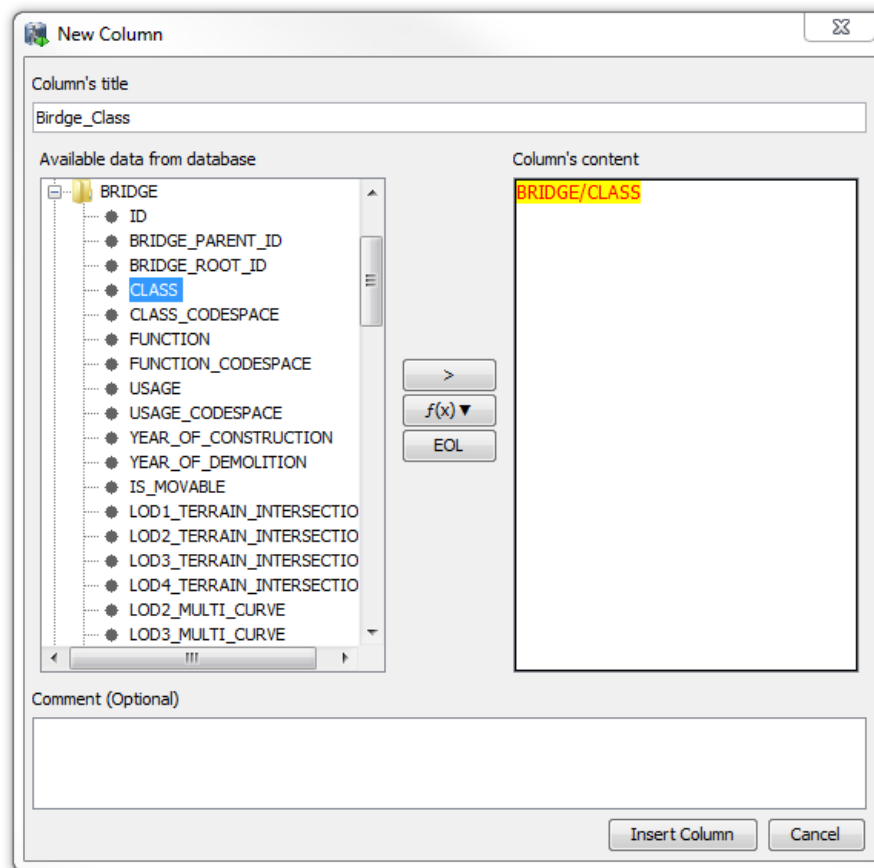 New Column
Column's title
Birdge_Class
Available data from database
Column's content
BRIDGE
ID
BRIDGE_PARENT_ID
BRIDGE_ROOT_ID
CLASS
CLASS_CODESPACE
FUNCTION
FUNCTION_CODESPACE
USAGE
USAGE_CODESPACE
YEAR_OF_CONSTRUCTION
YEAR_OF_DEMOLITION
IS_MOVABLE
LOD1_TERRAIN_INTERSECTIO
LOD2_TERRAIN_INTERSECTIO
LOD3_TERRAIN_INTERSECTIO
LOD4_TERRAIN_INTERSECTIO
LOD2_MULTI_CURVE
LOD3_MULTI_CURVE
>
f(x)▼
EOL
BRIDGE/CLASS
Comment (Optional)
Insert Column
Cancel